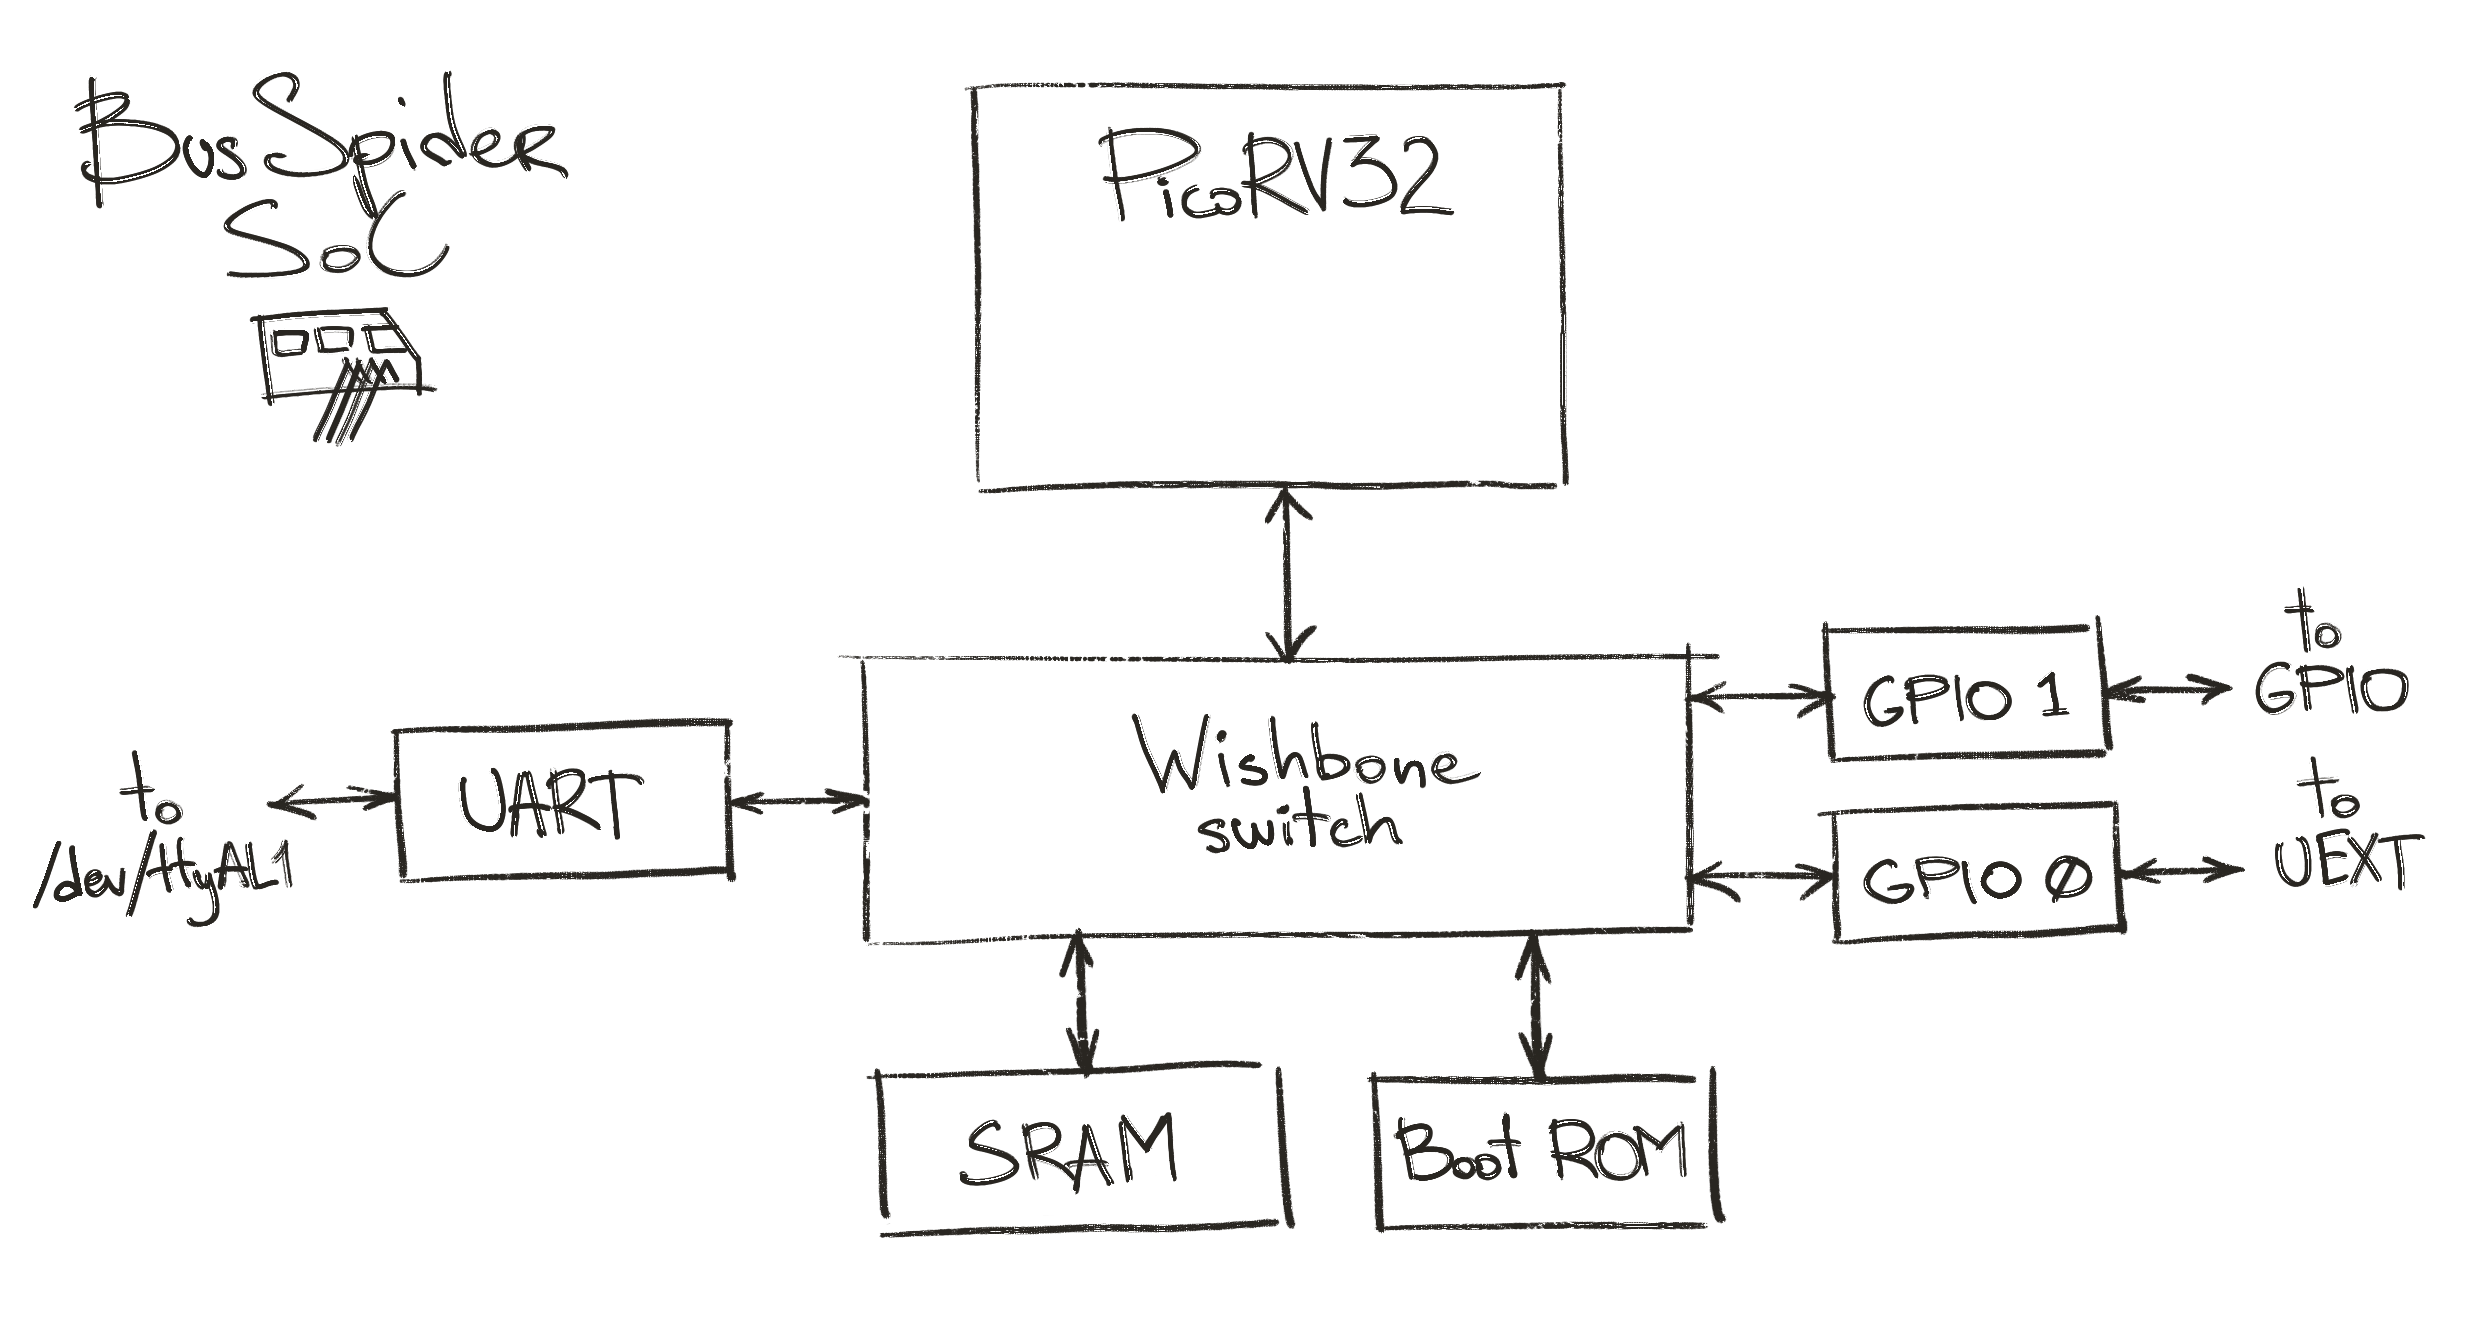 BusSpider
SoC
PicoRV32
to
GPIO
GPIO 1
Wishbone
switch
UART
to
/dev/ttyAL1
GPIO 0
to
UEXT
SRAM
Boot ROM